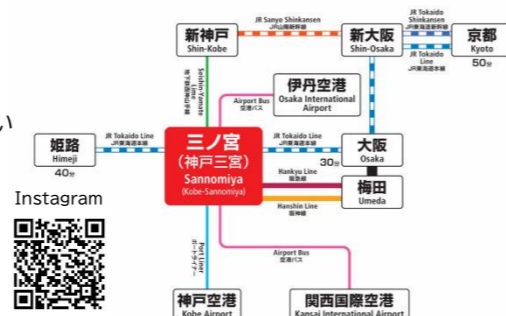 新神戸
Shin-Kobe
JR Sanyo Shinkansen
JR山陽新幹線
新大阪
Shin-Osaka
JR Tokaido
Shinkansen
JR東海道新幹線
京都
Kyoto
50分
JR Tokaido
Line
JR東海道本線
Seishin-Yamate
Line
Airport Bus
空港バス
伊丹空港
Osaka International
Airport
い
姫路
Himeji
40分
JR Tokaido Line
JR東海道本線
三ノ宮
(神戸三宮)
Sannomiya
(Kobe-Sannomiya)
JR Tokaido Line
JR東海道本線
30分
大阪
Osaka
Hankyu Line
阪急線
梅田
Umeda
Hanshin Line
阪神線
Instagram
Port Liner
ポートライナー
Airport Bus
空港バス
神戸空港
Kobe Airport
関西国際空港
Kansai International Airport